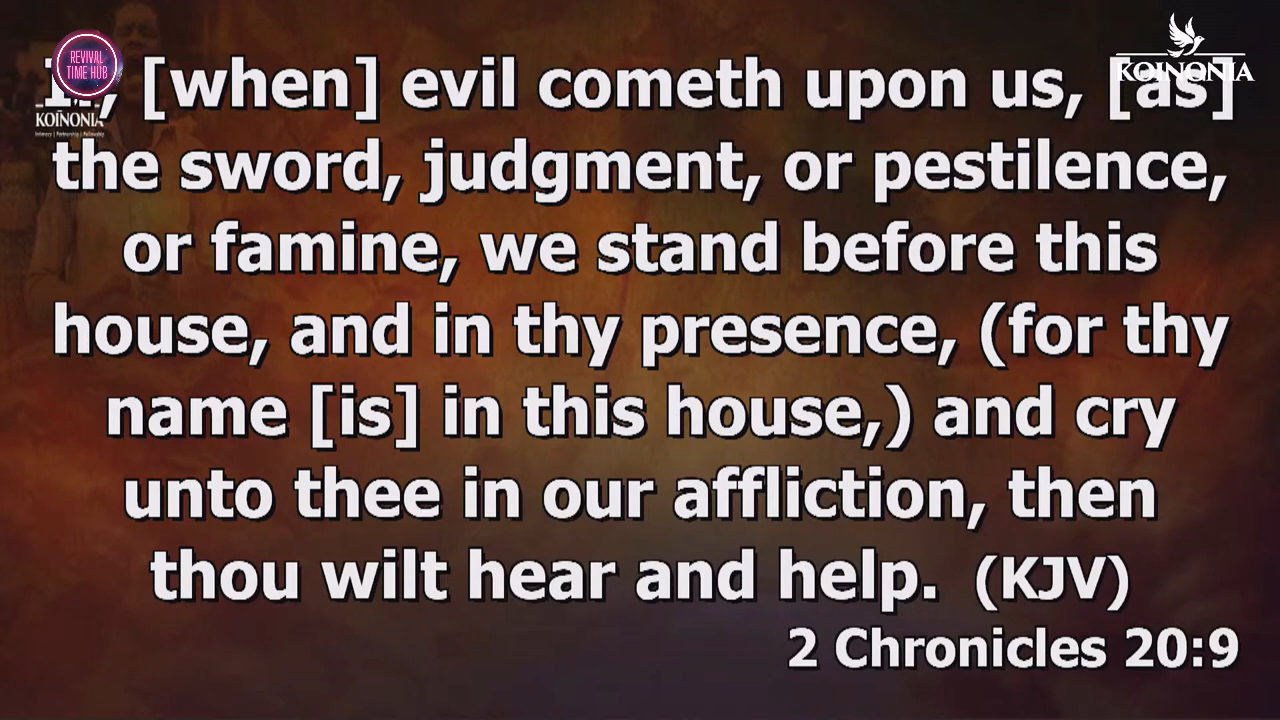 REVIVAL
TIME HUB
KOINONIA
KOINONIA
If, [when] evil cometh upon us, [as]
the sword, judgment, or pestilence,
or famine, we stand before this
house, and in thy presence, (for thy
name [is] in this house,) and cry
unto thee in our affliction, then
thou wilt hear and help. (KJV)
2 Chronicles 20:9